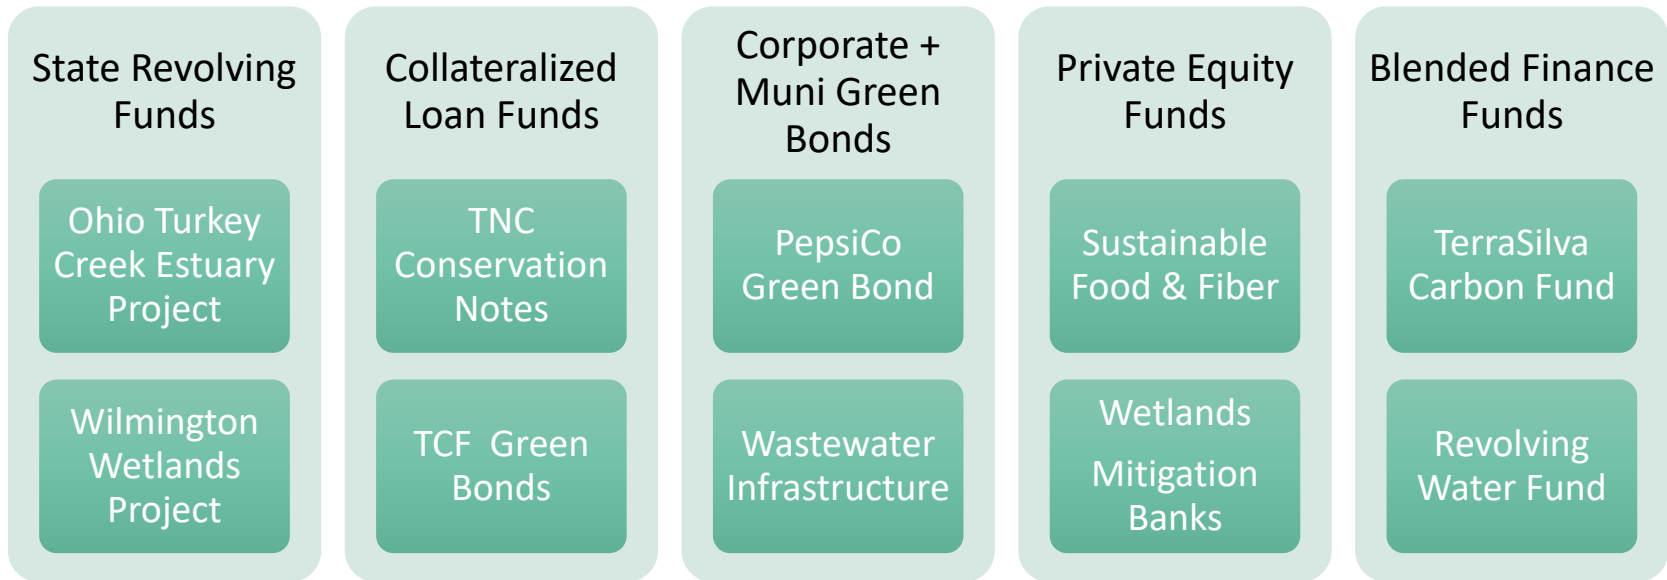 State Revolving
Funds
Ohio Turkey
Creek Estuary
Project
Wilmington
Wetlands
Project
Collateralized
Loan Funds
TNC
Conservation
Notes
TCF  Green
Bonds
Corporate +
Muni Green
Bonds
PepsiCo
Green Bond
Wastewater
Infrastructure
Private Equity
Funds
Sustainable
Food & Fiber
Wetlands
Mitigation
Banks
Blended Finance
Funds
TerraSilva
Carbon Fund
Revolving
Water Fund